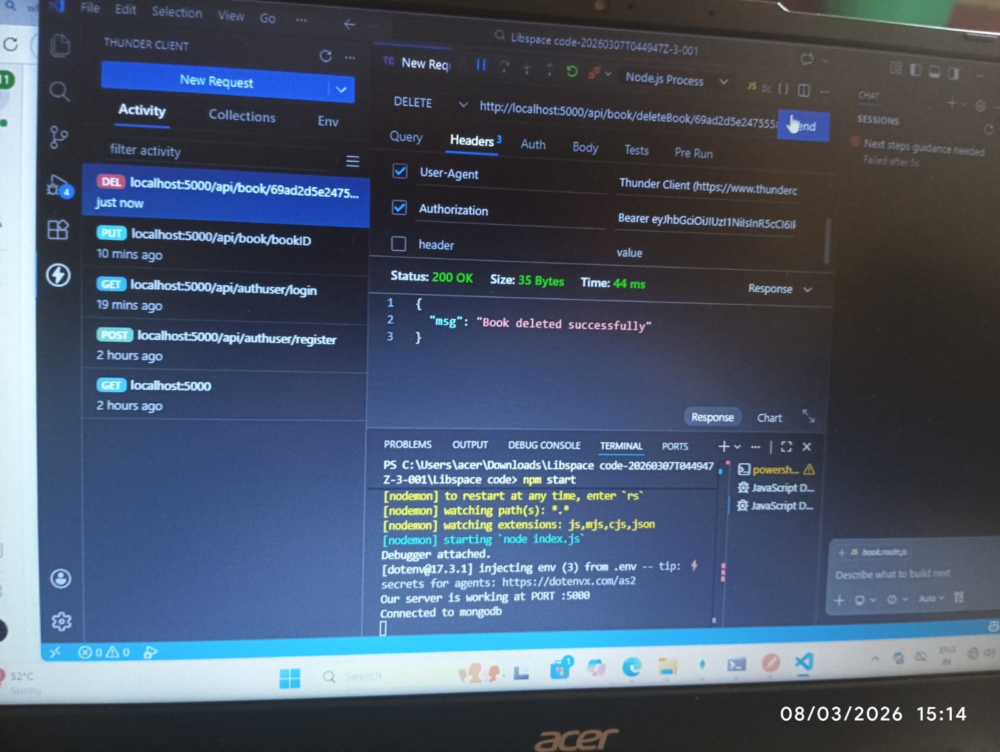 File Edit Selection View Go ...
Libspace code-20260307T044947Z-3-001
THUNDER CLIENT
New Request
Activity
Collections
Env
filter activity
DEL localhost:5000/api/book/69ad2d5e2475...
just now
PUT localhost:5000/api/book/bookID
10 mins ago
GET localhost:5000/api/authuser/login
19 mins ago
POST localhost:5000/api/authuser/register
2 hours ago
GET localhost:5000
2 hours ago
TC New Req
Node.js Process
DELETE
http://localhost:5000/api/book/deleteBook/69ad2d5e247555
end
Query Headers 3 Auth Body Tests Pre Run
User-Agent
Thunder Client (https://www.thunderc
Authorization
Bearer
header
value
Status: 200 OK Size: 35 Bytes Time: 44 ms
Response
1 {
2 "msg": "Book deleted successfully"
3 }
Response
Chart
PROBLEMS OUTPUT DEBUG CONSOLE TERMINAL PORTS
PS C:\Users\acer\Downloads\Libspace code-20260307T044947
Z-3-001\Libspace code> npm start
[nodemon] to restart at any time, enter `rs`
[nodemon] watching path(s): *.*
[nodemon] watching extensions: js,mjs,cjs,json
[nodemon] starting `node index.js`
Debugger attached.
[dotenv@17.3.1] injecting env (3) from .env -- tip: ⚡
secrets for agents: https://dotenvx.com/as2
Our server is working at PORT :5000
Connected to mongodb
powersh...
JavaScript D...
JavaScript D...
CHAT
SESSIONS
Next steps guidance needed
Failed after 5s
JS book.route.js
Describe what to build next
Auto
0 0
11
4
32°C
Sunny
Search
1
ENG
IN
acer
08/03/2026 15:14